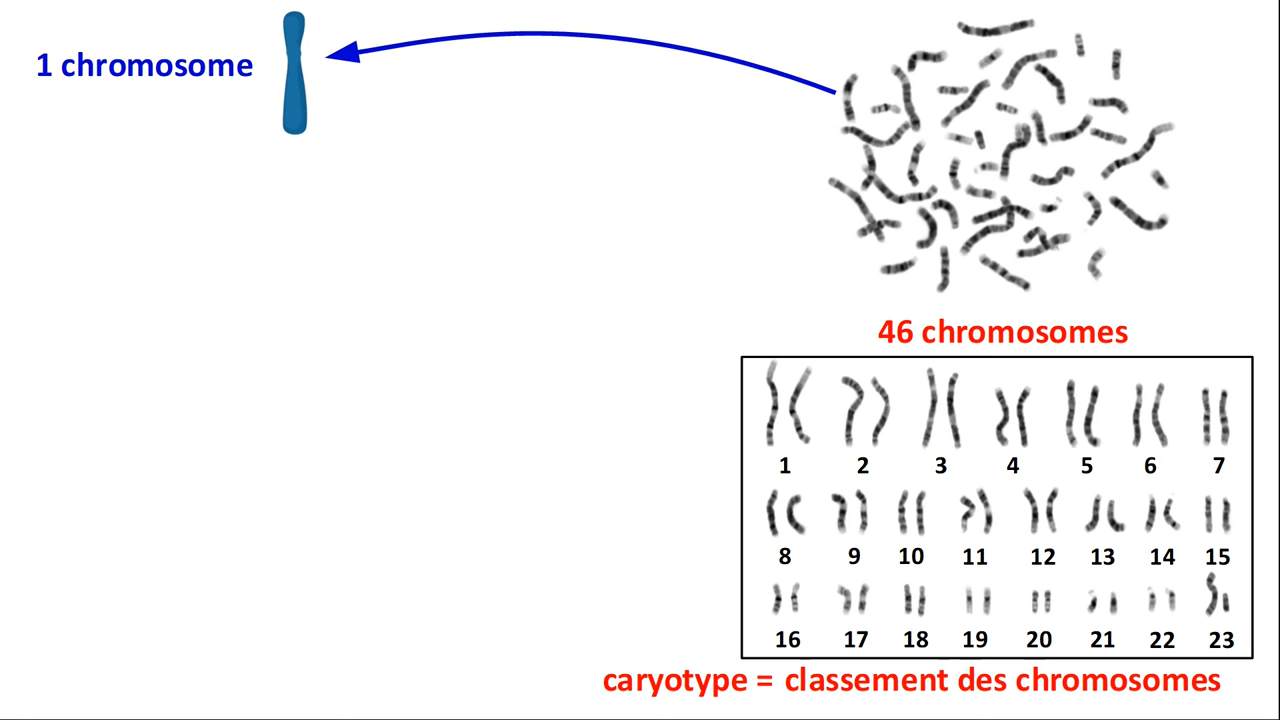 1 chromosome
46 chromosomes
1 2 3 4 5 6 7
8 9 10 11 12 13 14 15
16 17 18 19 20 21 22 23
caryotype = classement des chromosomes